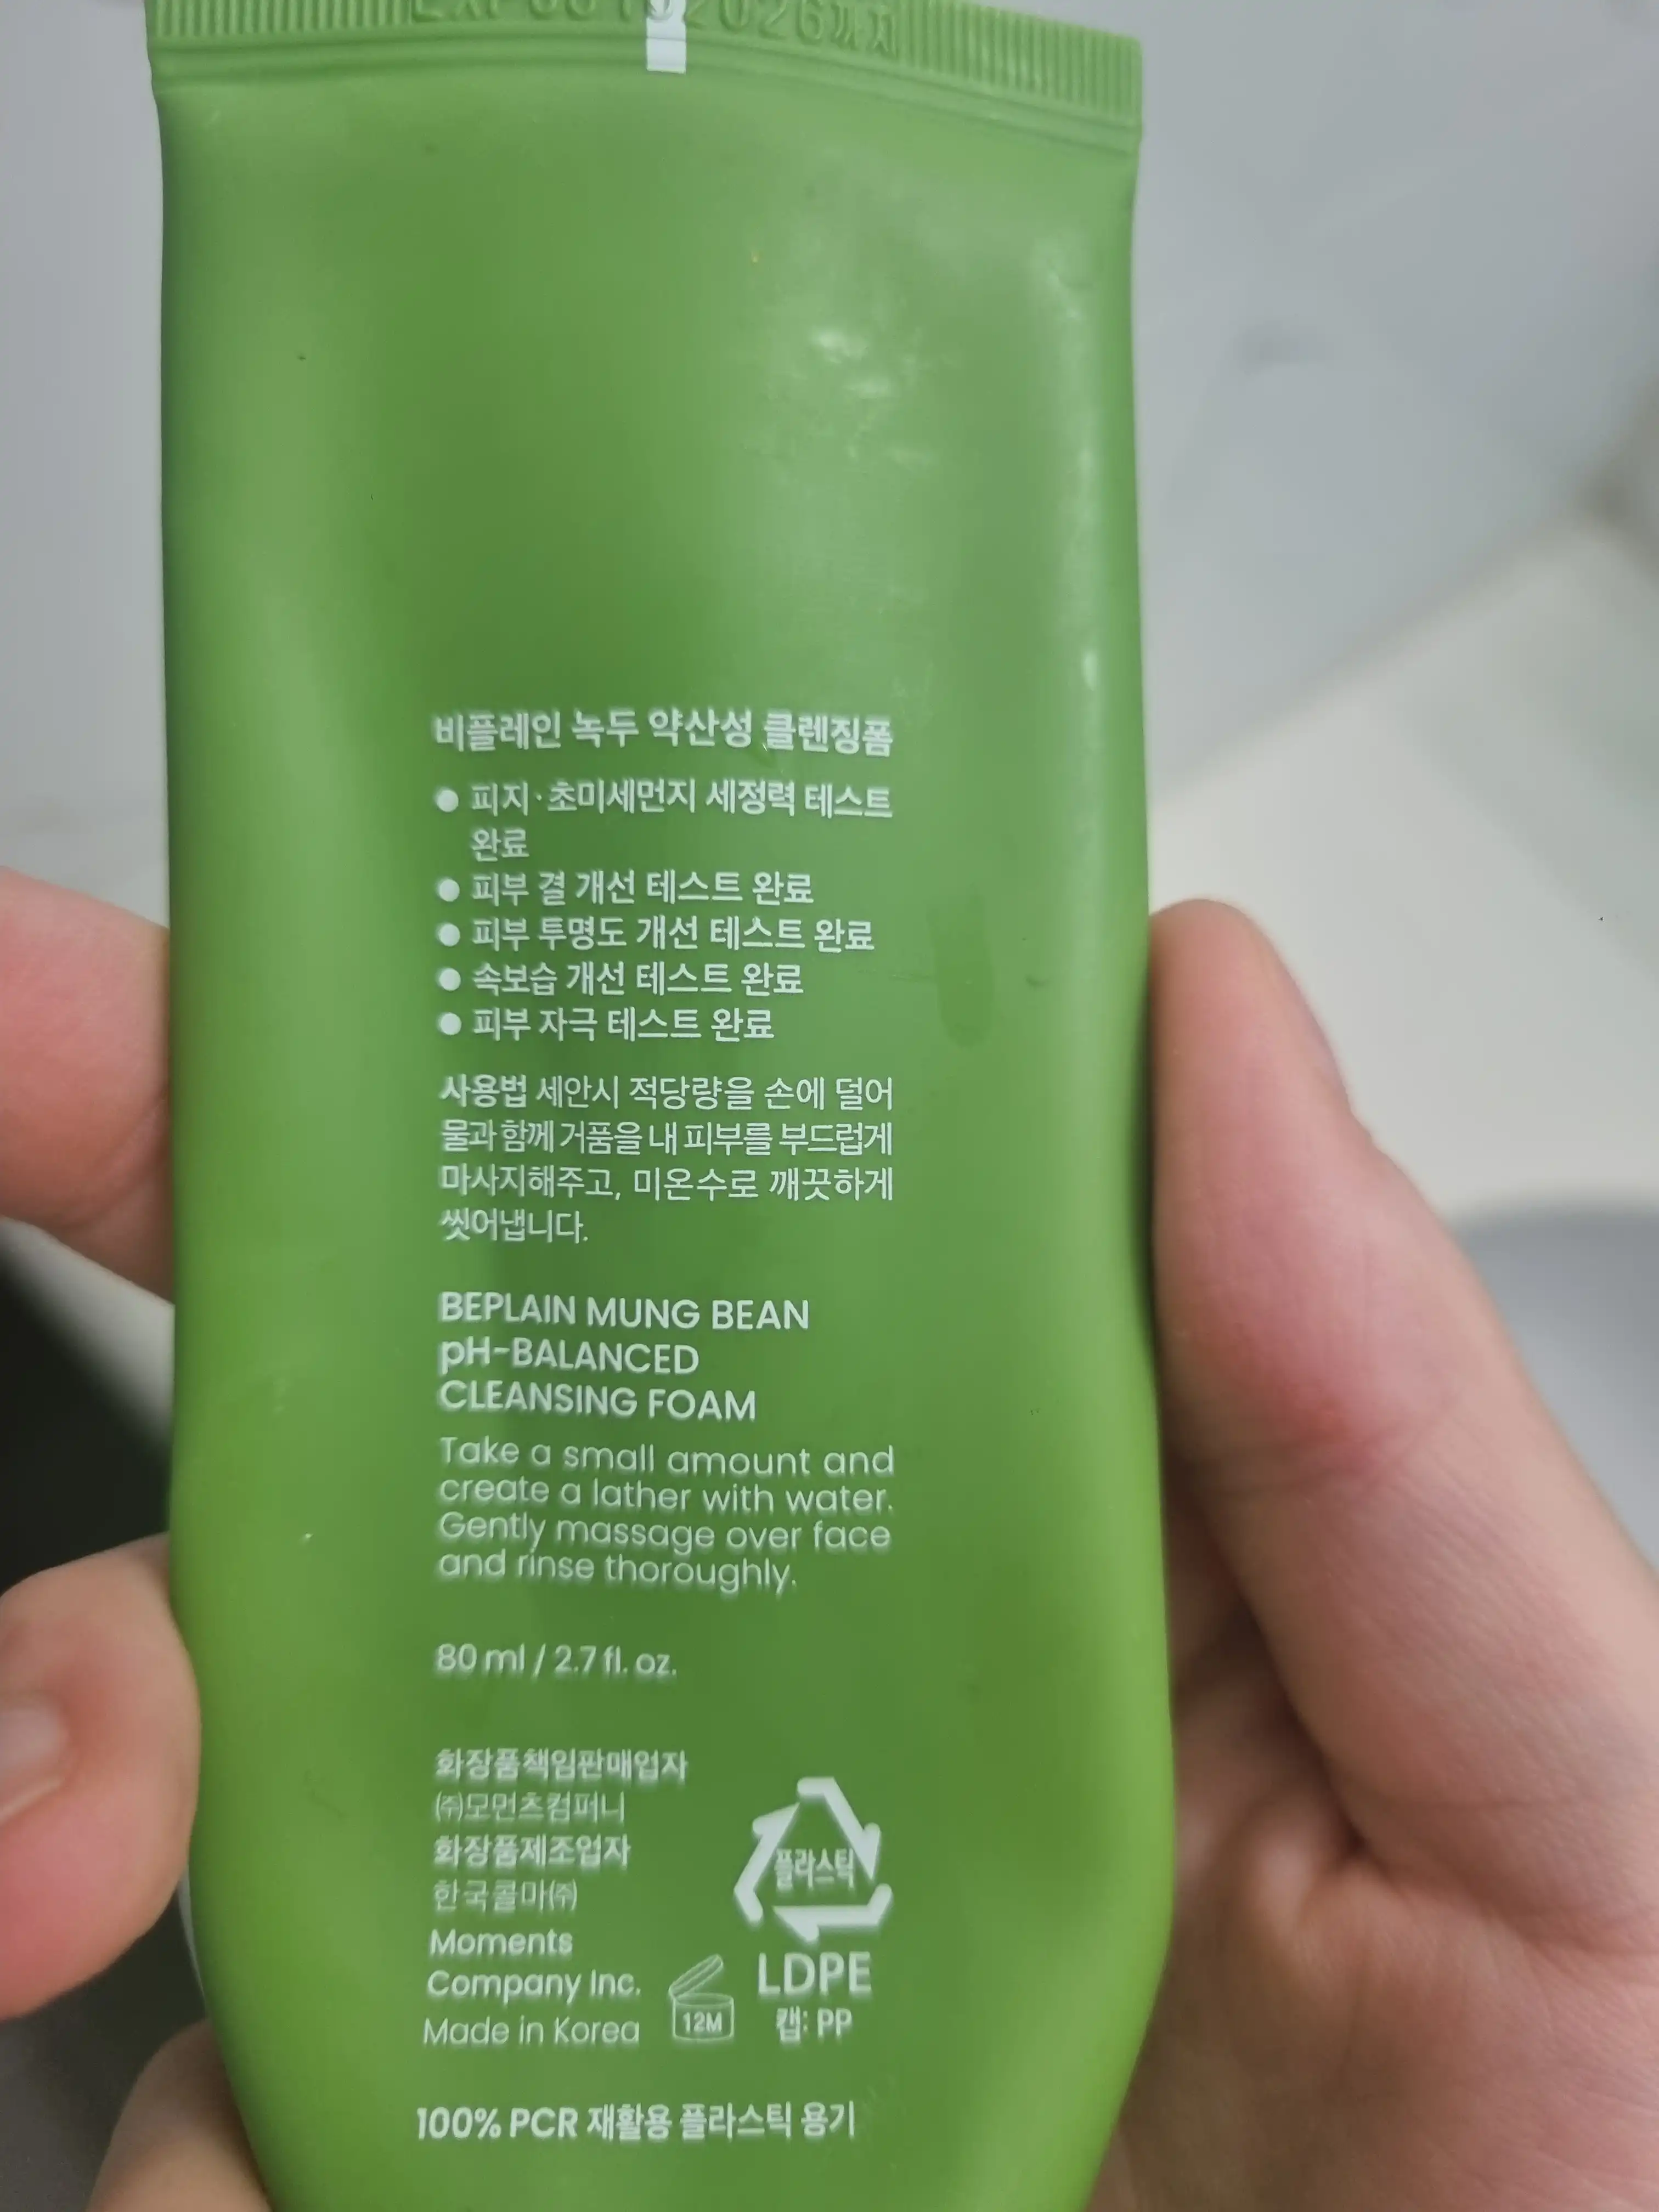 2026까지
비플레인 녹두 약산성 클렌징폼
● 피지·초미세먼지 세정력 테스트
완료
● 피부 결 개선 테스트 완료
● 피부 투명도 개선 테스트 완료
● 속보습 개선 테스트 완료
● 피부 자극 테스트 완료
사용법 세안시 적당량을 손에 덜어
물과 함께 거품을 내 피부를 부드럽게
마사지해주고, 미온수로 깨끗하게
씻어냅니다.
BEPLAIN MUNG BEAN
pH-BALANCED
CLEANSING FOAM
Take a small amount and
create a lather with water.
Gently massage over face
and rinse thoroughly.
80 ml / 2.7 fl. oz.
화장품책임판매업자
㈜모먼츠컴퍼니
화장품제조업자
한국콜마㈜
Moments
Company Inc.
Made in Korea
12M
플라스틱
LDPE
캡: PP
100% PCR 재활용 플라스틱 용기